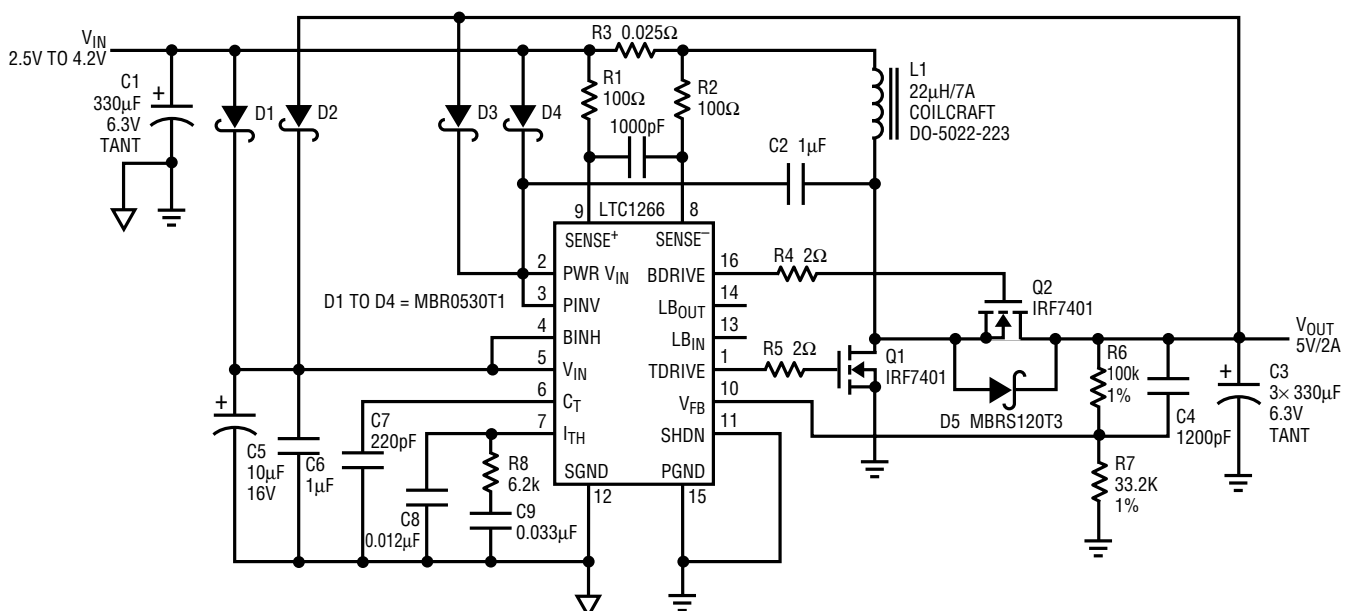 VIN
2.5V TO 4.2V
C1
330µF
6.3V
TANT
D1
D2
D3
D4
R3 0.025Ω
R1
100Ω
R2
100Ω
1000pF
L1
22µH/7A
COILCRAFT
DO-5022-223
C2 1µF
9
LTC1266
8
SENSE+
SENSE–
D1 TO D4 = MBR0530T1
2
PWR VIN
3
PINV
4
BINH
5
VIN
6
CT
7
ITH
SGND
12
BDRIVE
16
LBOUT
14
LBIN
13
TDRIVE
1
VFB
10
SHDN
11
PGND
15
R4 2Ω
R5 2Ω
Q1
IRF7401
Q2
IRF7401
D5 MBRS120T3
R6
100k
1%
C4
1200pF
R7
33.2K
1%
VOUT
5V/2A
+
C3
3× 330µF
6.3V
TANT
+
+
C5
10µF
16V
C6
1µF
C7
220pF
C8
0.012µF
R8
6.2k
C9
0.033µF